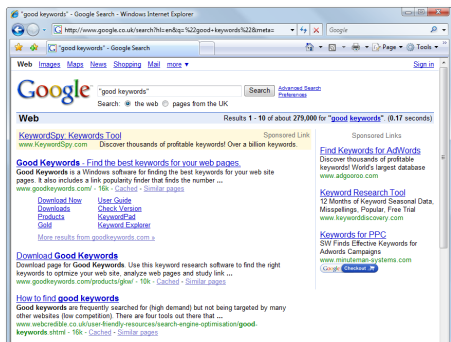 "good keywords" - Google Search - Windows Internet Explorer
http://www.google.co.uk/search?hl=en&q=%22good+keywords%22&meta=
Google
"good keywords" - Google Search
Page
Tools
Web Images Maps News Shopping Mail more ▼
Sign in
Google
"good keywords"
Search
Advanced Search
Preferences
Search: the web pages from the UK
Web
Results 1 - 10 of about 279,000 for "good keywords". (0.17 seconds)
KeywordSpy: Keywords Tool
Sponsored Link
www.KeywordSpy.com Discover thousands of profitable keywords! Over a billion keywords.
Good Keywords - Find the best keywords for your web pages.
Good Keywords is a Windows software for finding the best keywords for your web site
pages. It also includes a link popularity finder that finds the number ...
www.goodkeywords.com/ - 16k - Cached - Similar pages
Download Now User Guide
Downloads Check Version
Products KeywordPad
Gold Keyword Explorer
More results from goodkeywords.com »
Download Good Keywords
Download page for Good Keywords. Use this keyword research software to find the right
keywords to optmize your web site, analyze web pages and study link ...
www.goodkeywords.com/products/gkw/ - 10k - Cached - Similar pages
How to find good keywords
Good keywords are frequently searched for (high demand) but not being targeted by many
other websites (low competition). There are four tools out there that ...
www.webcredible.co.uk/user-friendly-resources/search-engine-optimisation/good-
keywords.shtml - 16k - Cached - Similar pages
Sponsored Links
Find Keywords for AdWords
Discover thousands of profitable
keywords! World's largest database
www.adgooroo.com
Keyword Research Tool
12 Months of Keyword Seasonal Data,
Misspellings, Popular, Free Trial
www.keyworddiscovery.com
Keywords for PPC
SW Finds Effective Keywords for
Adwords Campaigns
www.minuteman-systems.com
Google Checkout